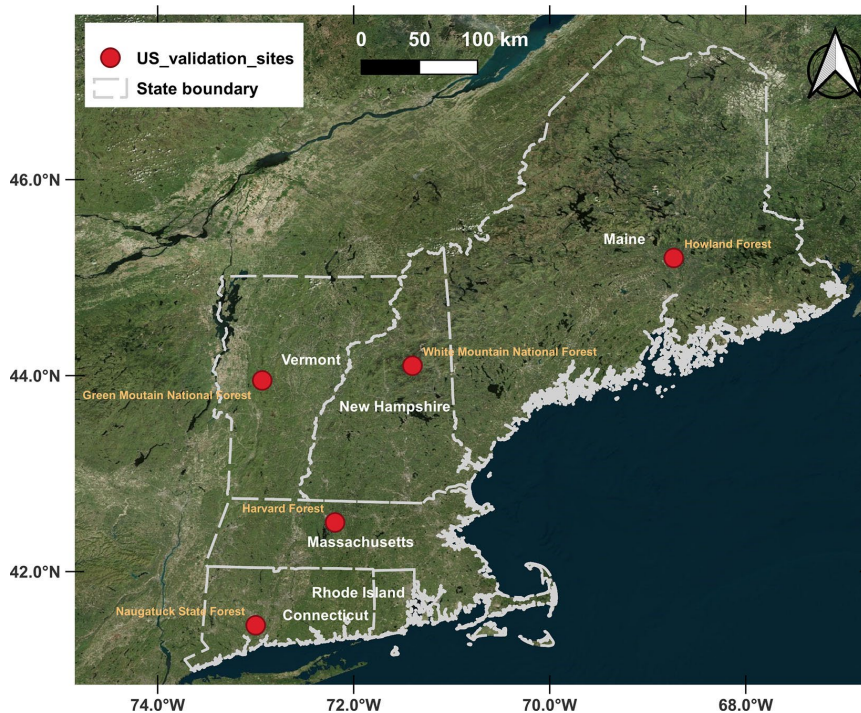 US_validation_sites
State boundary
0 50 100 km
46.0°N
44.0°N
42.0°N
Maine
Howland Forest
Vermont
White Mountain National Forest
Green Moutain National Forest
New Hampshire
Harvard Forest
Massachusetts
Rhode Island
Naugatuck State Forest
Connecticut
74.0°W 72.0°W 70.0°W 68.0°W